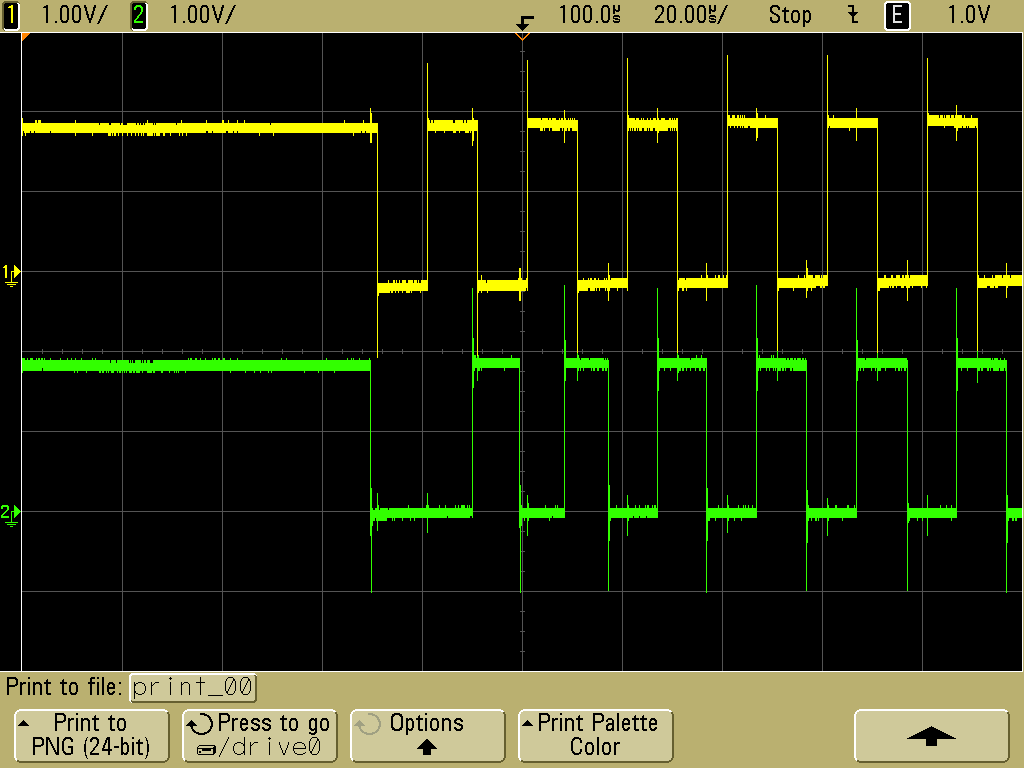 1 1.00V/ 2 1.00V/ 100.0µs 20.00µs/ Stop E 1.0V
1
2
Print to file: print_00
Print to Press to go Options Print Palette
PNG (24-bit) /drive0 Color